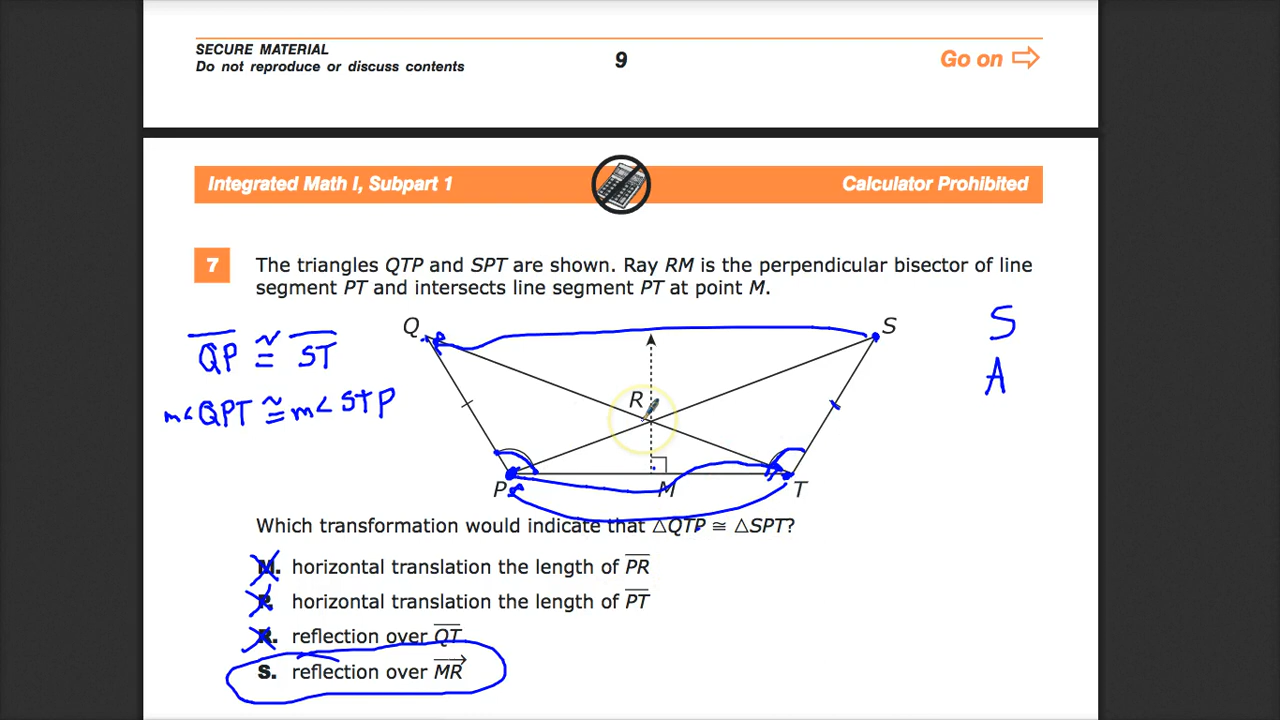 SECURE MATERIAL
Do not reproduce or discuss contents
9
Go on
Integrated Math I, Subpart 1
Calculator Prohibited
7
The triangles QTP and SPT are shown. Ray RM is the perpendicular bisector of line
segment PT and intersects line segment PT at point M.
QP ≅ ST
m∠QPT ≅ m∠STP
S
A
Q
S
R
P
M
T
Which transformation would indicate that △QTP ≅ △SPT?
M. horizontal translation the length of PR
P. horizontal translation the length of PT
R. reflection over QT
S. reflection over MR